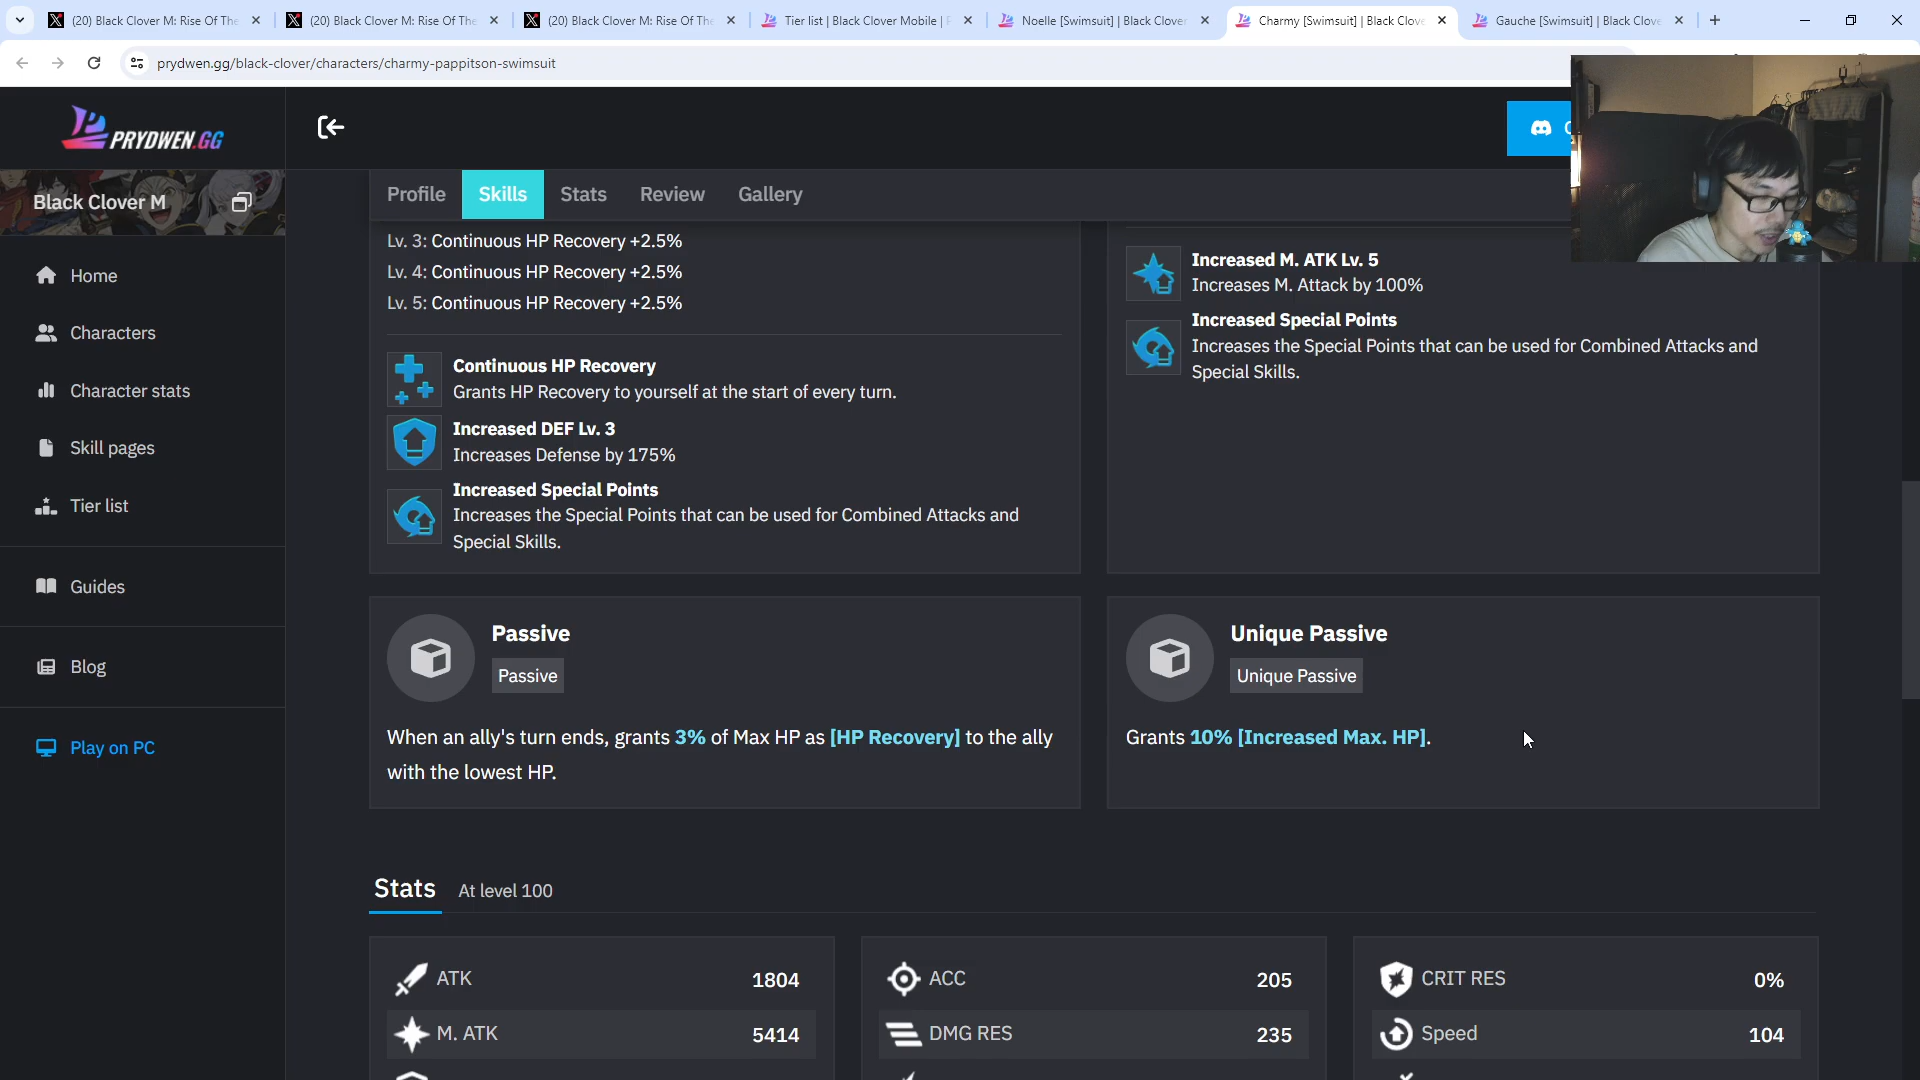 (20) Black Clover M: Rise Of The
(20) Black Clover M: Rise Of The
(20) Black Clover M: Rise Of The
Tier list | Black Clover Mobile |
Noelle [Swimsuit] | Black Clover
Charmy [Swimsuit] | Black Clove
Gauche [Swimsuit] | Black Clove
prydwen.gg/black-clover/characters/charmy-pappitson-swimsuit
PRYDWEN.GG
Black Clover M
Home
Characters
Character stats
Skill pages
Tier list
Guides
Blog
Play on PC
Profile
Skills
Stats
Review
Gallery
Lv. 3: Continuous HP Recovery +2.5%
Lv. 4: Continuous HP Recovery +2.5%
Lv. 5: Continuous HP Recovery +2.5%
Continuous HP Recovery
Grants HP Recovery to yourself at the start of every turn.
Increased DEF Lv. 3
Increases Defense by 175%
Increased Special Points
Increases the Special Points that can be used for Combined Attacks and
Special Skills.
Increased M. ATK Lv. 5
Increases M. Attack by 100%
Increased Special Points
Increases the Special Points that can be used for Combined Attacks and
Special Skills.
Passive
Passive
When an ally's turn ends, grants 3% of Max HP as [HP Recovery] to the ally
with the lowest HP.
Unique Passive
Unique Passive
Grants 10% [Increased Max. HP].
Stats At level 100
ATK 1804
M. ATK 5414
ACC 205
DMG RES 235
CRIT RES 0%
Speed 104